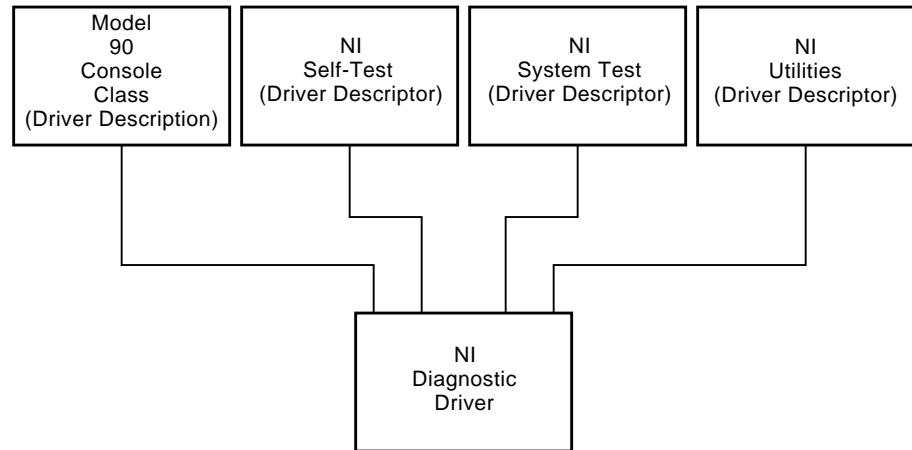 Model
90
Console
Class
(Driver Description)
NI
Self-Test
(Driver Descriptor)
NI
System Test
(Driver Descriptor)
NI
Utilities
(Driver Descriptor)
NI
Diagnostic
Driver